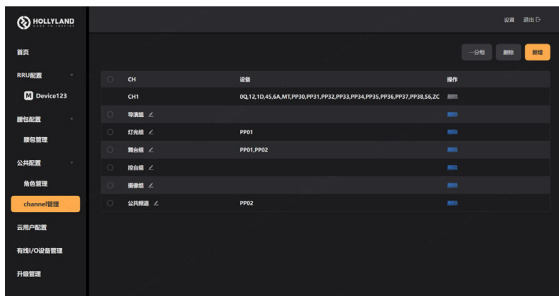 HOLLYLAND
设置 退出
首页
一分组 删除 新增
RRU配置
CH 设备 操作
Device123
CH1 0Q,12,1D,4S,6A,MT,PP30,PP31,PP32,PP33,PP34,PP35,PP36,PP37,PP38,S6,ZC
导演组
腰包配置
灯光组 PP01
腰包管理
舞台组 PP01,PP02
公共配置
控台组
角色管理
摄像组
channel管理
公共频道 PP02
云用户配置
有线I/O设备管理
升级管理